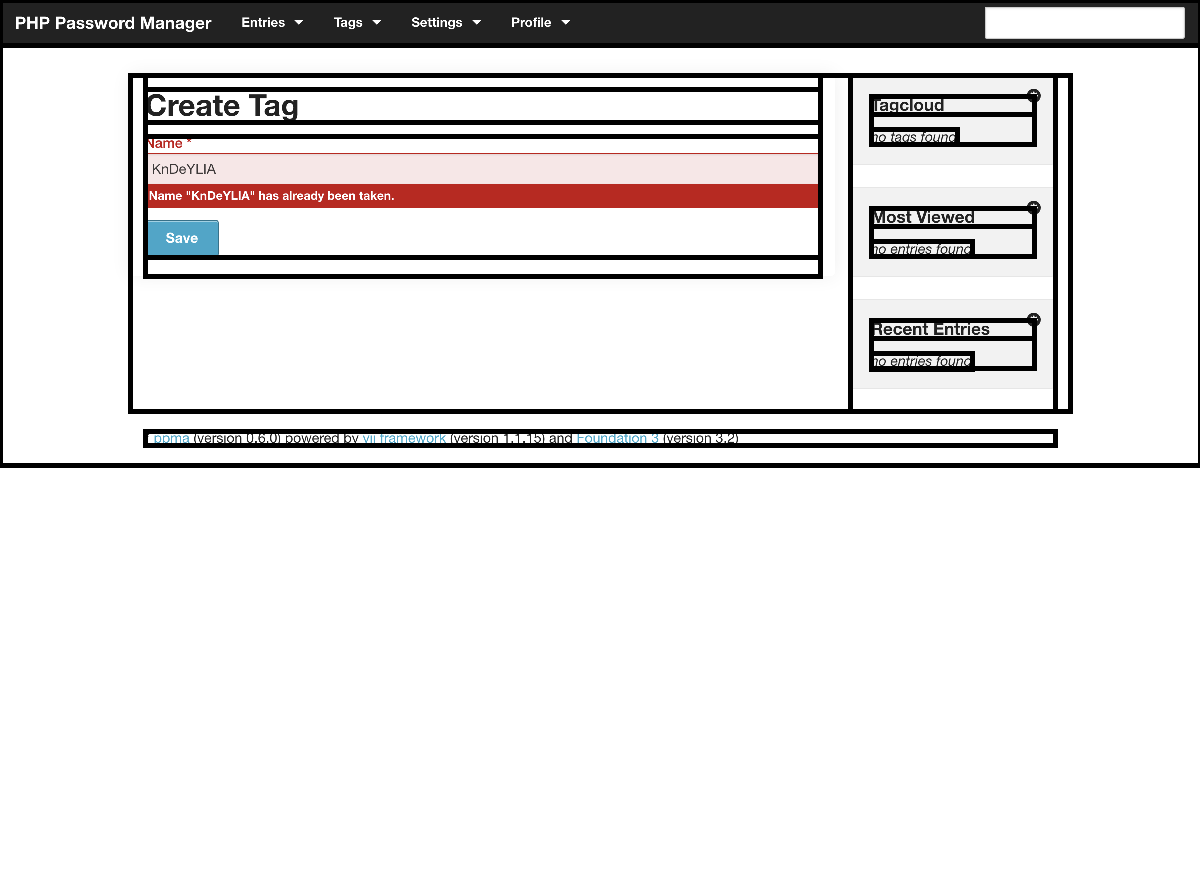 PHP Password Manager Entries Tags Settings Profile
Create Tag
Name *
KnDeYLIA
Name "KnDeYLIA" has already been taken.
Save
Tagcloud
no tags found
Most Viewed
no entries found
Recent Entries
no entries found
ppma (version 0.6.0) powered by yii framework (version 1.1.15) and Foundation 3 (version 3.2)